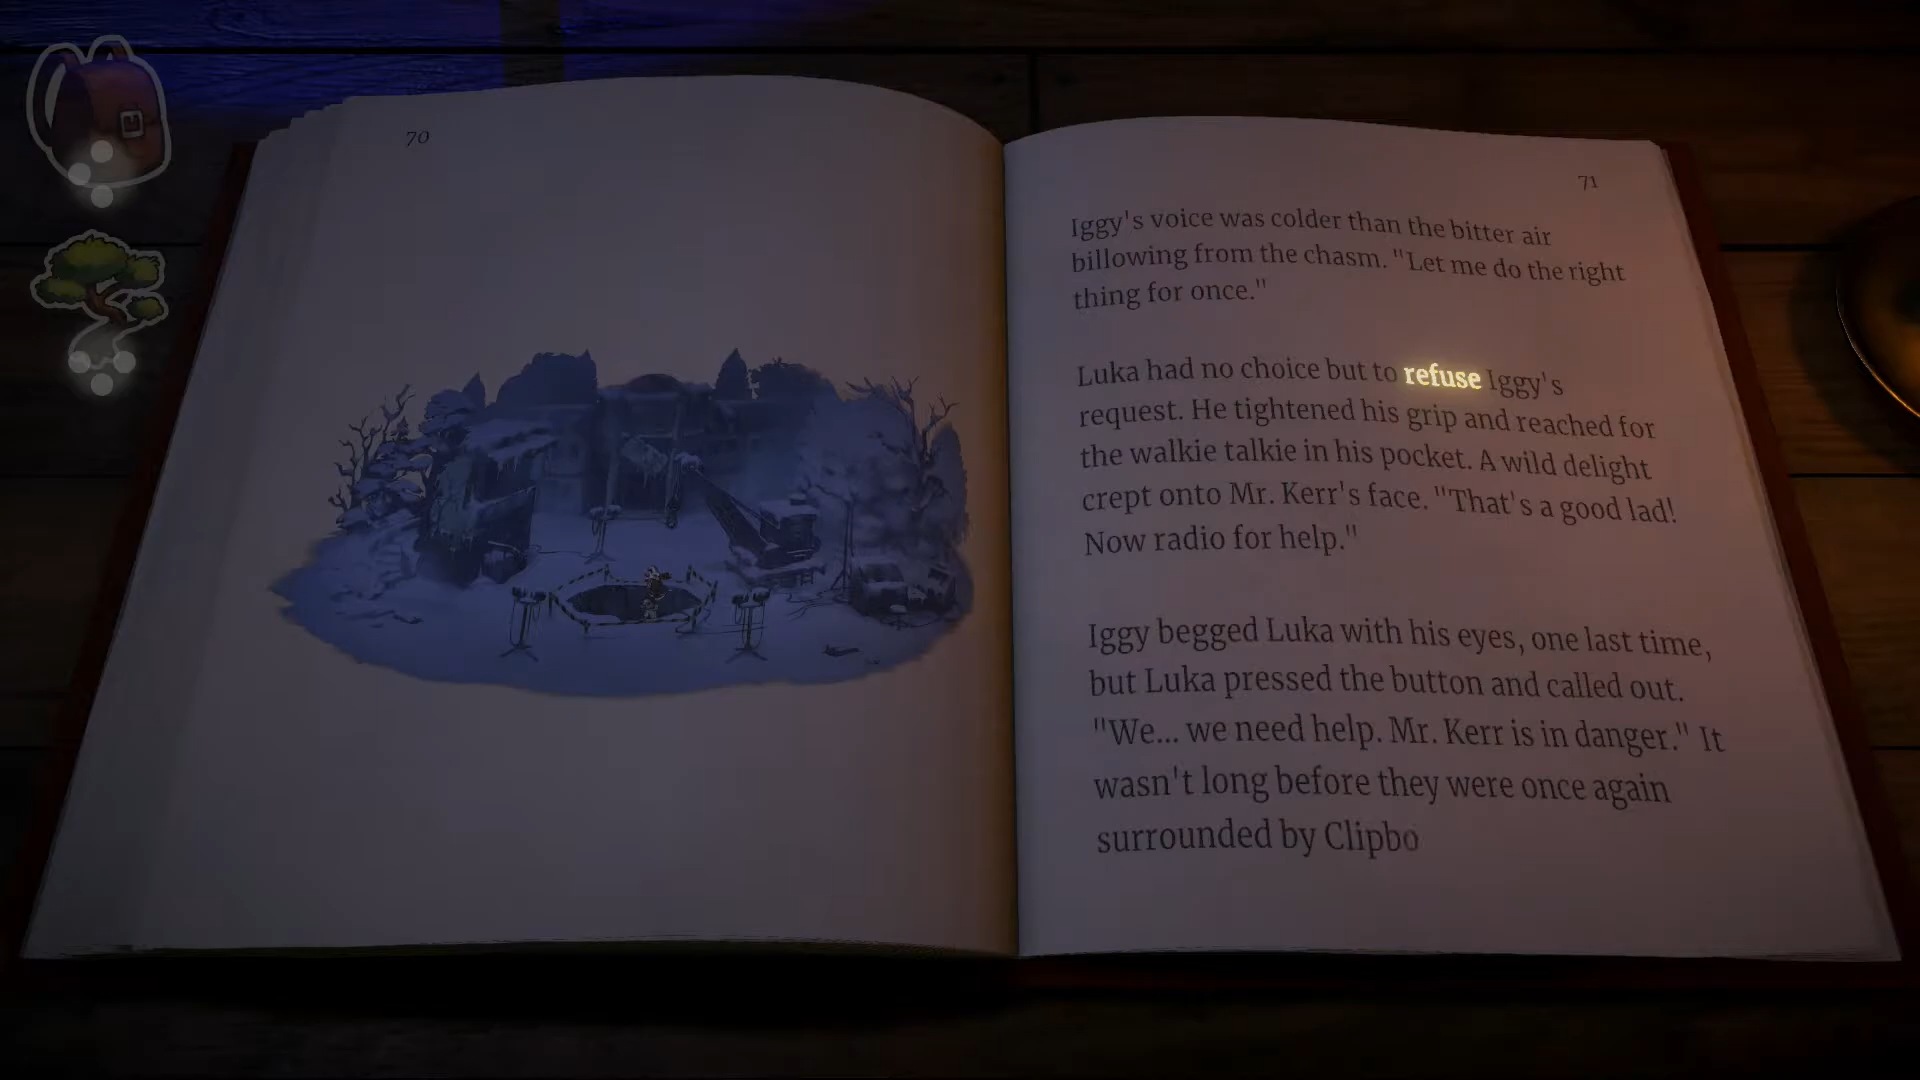 70
71
Iggy's voice was colder than the bitter air
billowing from the chasm. "Let me do the right
thing for once."
Luka had no choice but to refuse Iggy's
request. He tightened his grip and reached for
the walkie talkie in his pocket. A wild delight
crept onto Mr. Kerr's face. "That's a good lad!
Now radio for help."
Iggy begged Luka with his eyes, one last time,
but Luka pressed the button and called out.
"We... we need help. Mr. Kerr is in danger." It
wasn't long before they were once again
surrounded by Clipbo